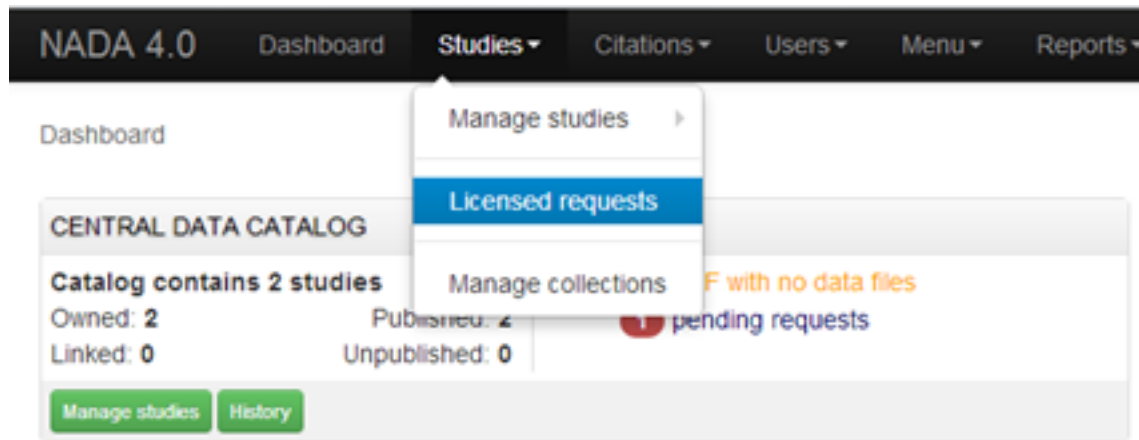 NADA 4.0 Dashboard Studies Citations Users Menu Reports
Dashboard
Manage studies
Licensed requests
Manage collections
CENTRAL DATA CATALOG
Catalog contains 2 studies
Owned: 2 Published: 2
Linked: 0 Unpublished: 0
F with no data files
1 pending requests
Manage studies History